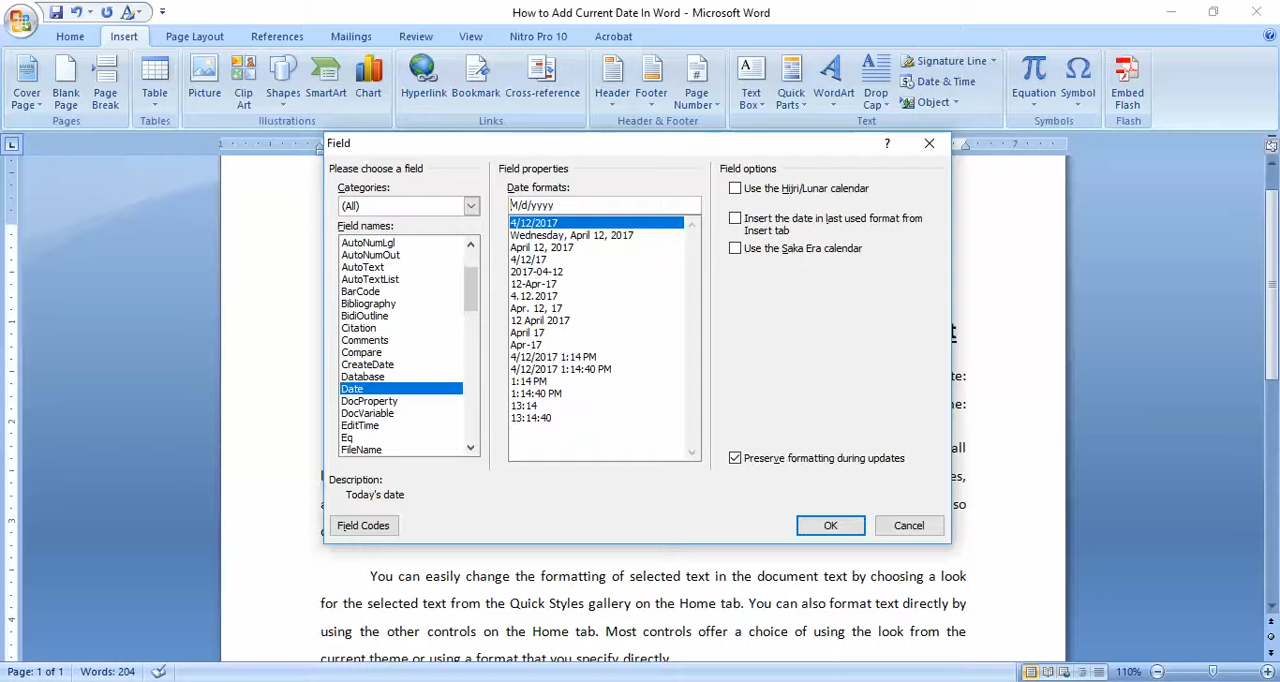 How to Add Current Date In Word - Microsoft Word
Home Insert Page Layout References Mailings Review View Nitro Pro 10 Acrobat
Cover Page Blank Page Page Break Table Picture Clip Art Shapes SmartArt Chart Hyperlink Bookmark Cross-reference Header Footer Page Number Text Box Quick Parts WordArt Drop Cap Signature Line Date & Time Object Equation Symbol Embed Flash
Pages Tables Illustrations Links Header & Footer Text Symbols Flash
Field
Please choose a field
Categories:
(All)
Field names:
AutoNumLgl
AutoNumOut
AutoText
AutoTextList
BarCode
Bibliography
BidiOutline
Citation
Comments
Compare
CreateDate
Database
Date
DocProperty
DocVariable
EditTime
Eq
FileName
Description:
Today's date
Field Codes
Field properties
Date formats:
M/d/yyyy
4/12/2017
Wednesday, April 12, 2017
April 12, 2017
4/12/17
2017-04-12
12-Apr-17
4.12.2017
Apr. 12, 17
12 April 2017
April 17
Apr-17
4/12/2017 1:14 PM
4/12/2017 1:14:40 PM
1:14 PM
1:14:40 PM
13:14
13:14:40
Field options
Use the Hijri/Lunar calendar
Insert the date in last used format from
Insert tab
Use the Saka Era calendar
Preserve formatting during updates
OK Cancel
You can easily change the formatting of selected text in the document text by choosing a look
for the selected text from the Quick Styles gallery on the Home tab. You can also format text directly by
using the other controls on the Home tab. Most controls offer a choice of using the look from the
current theme or using a format that you specify directly.
Page: 1 of 1 Words: 204 110%